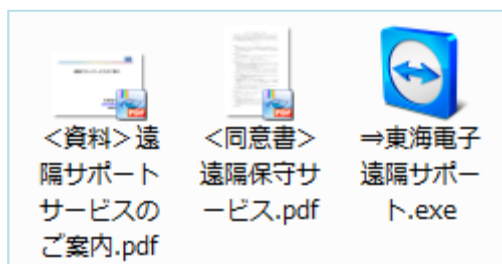 <資料>遠
隔サポート
サービスの
ご案内.pdf
<同意書>
遠隔保守サ
ービス.pdf
⇒東海電子
遠隔サポー
ト.exe
PDF
PDF